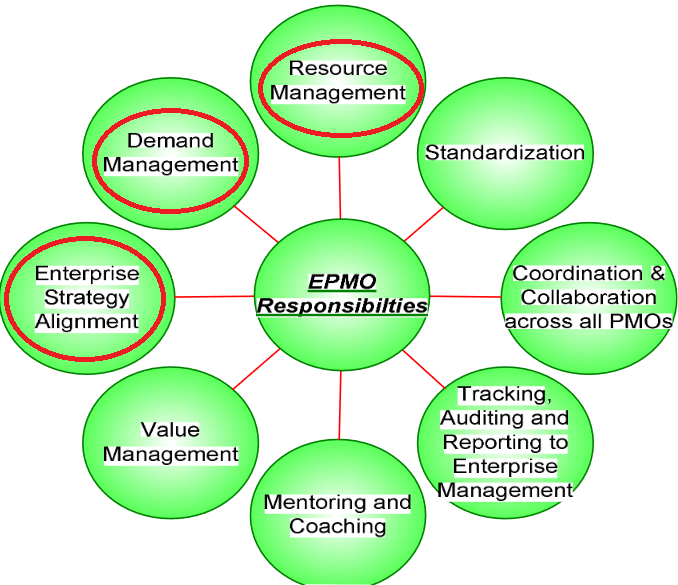 Resource
Management
Demand
Management
Standardization
Enterprise
Strategy
Alignment
EPMO
Responsibilties
Coordination &
Collaboration
across all PMOs
Value
Management
Tracking,
Auditing and
Reporting to
Enterprise
Management
Mentoring and
Coaching